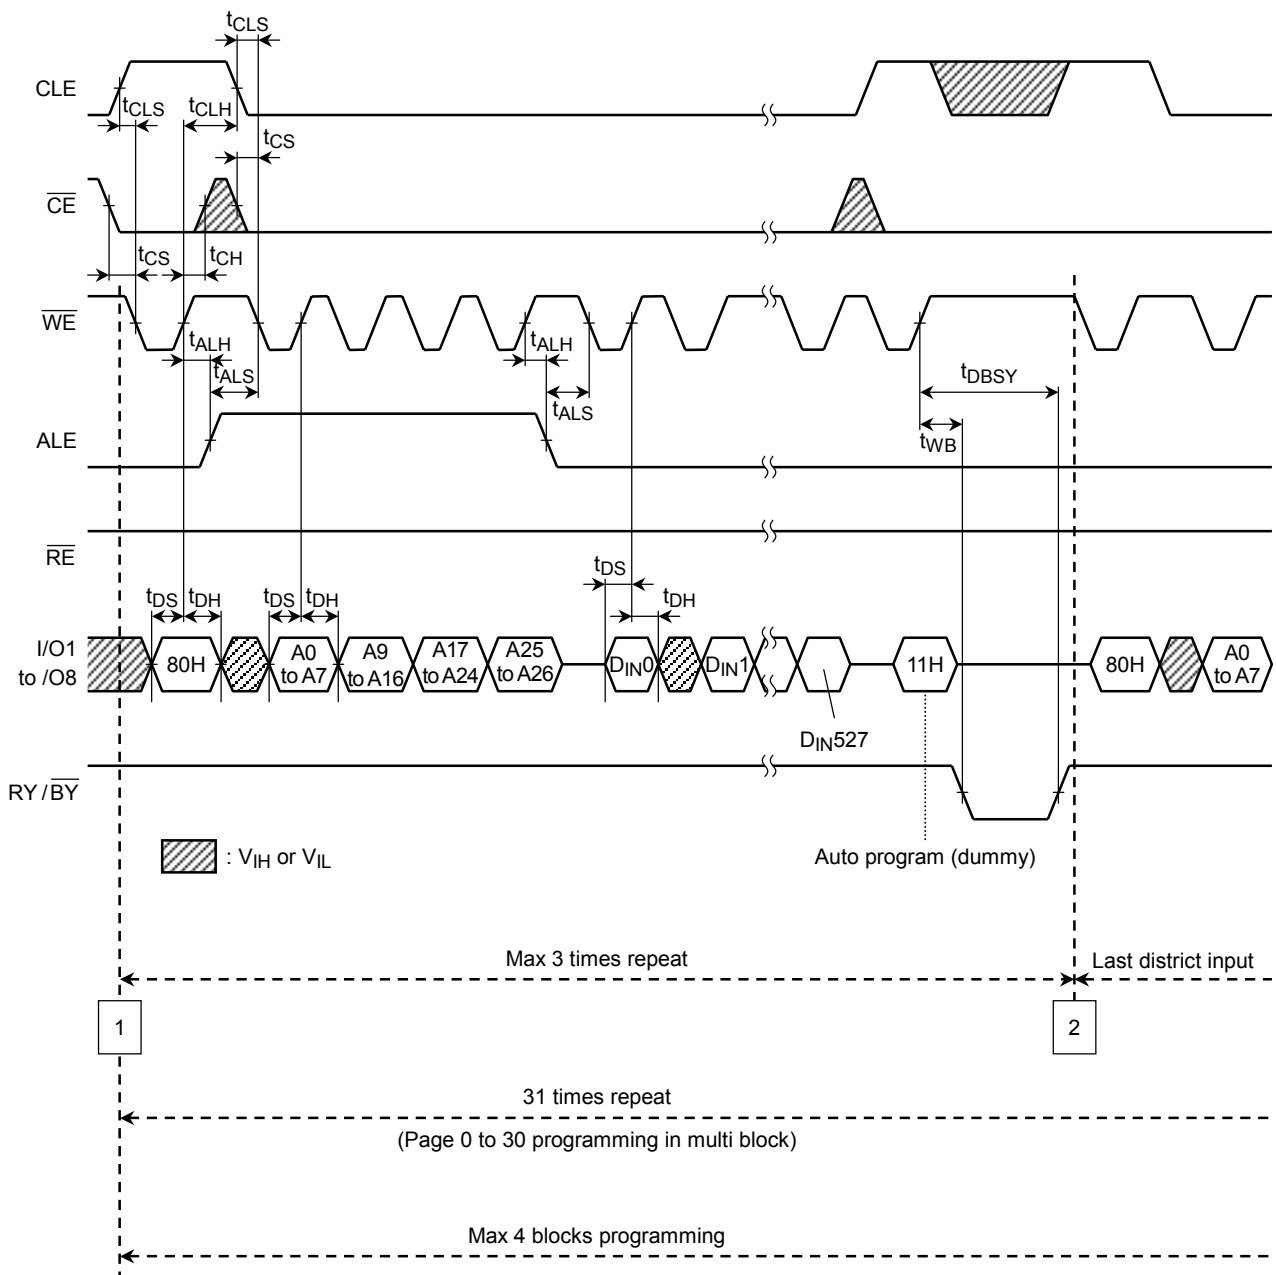 tCLS
CLE
tCLS
tCLH
tCS
CE
tCS
tCH
WE
tALH
tALH
tALS
tDBSY
tALS
ALE
tWB
RE
tDS
tDS
tDH
tDS
tDH
tDH
I/O1
to /O8
80H
A0
to A7
A9
to A16
A17
to A24
A25
to A26
DIN0
DIN1
11H
80H
A0
to A7
DIN527
RY/BY
: VIH or VIL
Auto program (dummy)
Max 3 times repeat
Last district input
1
2
31 times repeat
(Page 0 to 30 programming in multi block)
Max 4 blocks programming